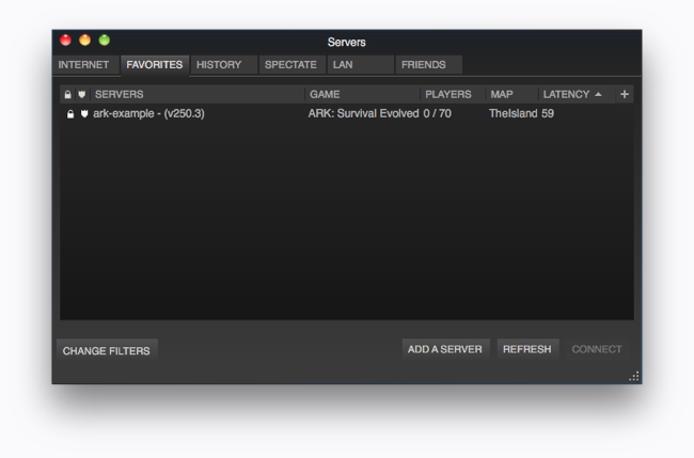 Servers
INTERNET FAVORITES HISTORY SPECTATE LAN FRIENDS
SERVERS GAME PLAYERS MAP LATENCY +
ark-example - (v250.3) ARK: Survival Evolved 0 / 70 TheIsland 59
CHANGE FILTERS ADD A SERVER REFRESH CONNECT